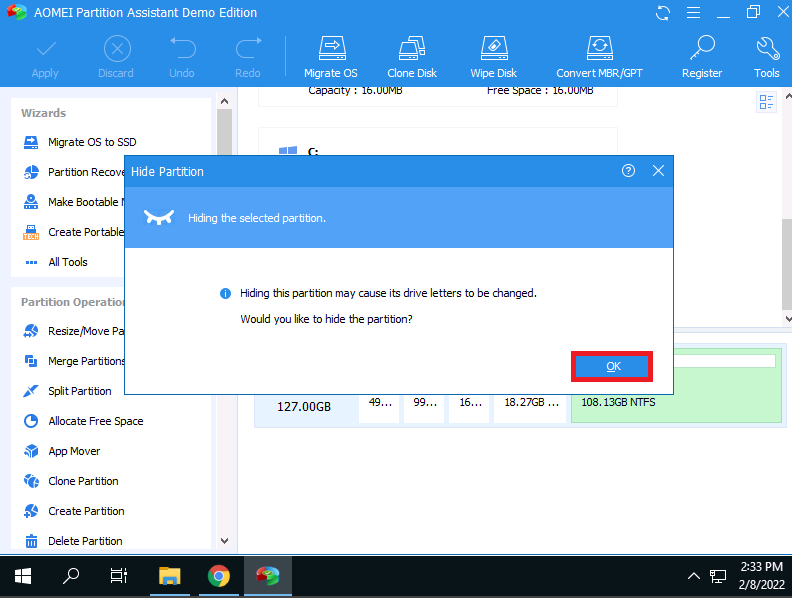 AOMEI Partition Assistant Demo Edition
Apply Discard Undo Redo Migrate OS Clone Disk Wipe Disk Convert MBR/GPT Register Tools
Capacity : 16.00MB Free Space : 16.00MB
Wizards
Migrate OS to SSD
Partition Recove
Make Bootable
Create Portable
TECH
All Tools
C:
Hide Partition
Hiding the selected partition.
Hiding this partition may cause its drive letters to be changed.
Would you like to hide the partition?
OK
Partition Operation
Resize/Move Pa
Merge Partitions
Split Partition
Allocate Free Space
App Mover
Clone Partition
Create Partition
Delete Partition
127.00GB 49... 99... 16... 18.27GB ... 108.13GB NTFS
2:33 PM
2/8/2022